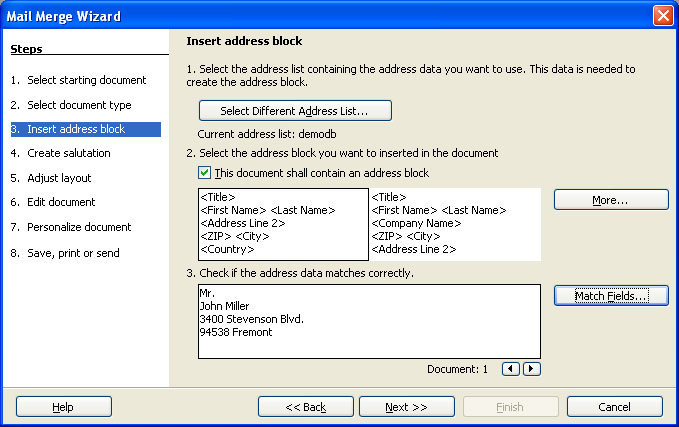 Mail Merge Wizard
Steps
1. Select starting document
2. Select document type
3. Insert address block
4. Create salutation
5. Adjust layout
6. Edit document
7. Personalize document
8. Save, print or send
Insert address block
1. Select the address list containing the address data you want to use. This data is needed to
create the address block.
Select Different Address List...
Current address list: demodb
2. Select the address block you want to inserted in the document
This document shall contain an address block
<Title>
<First Name> <Last Name>
<Address Line 2>
<ZIP> <City>
<Country>
<Title>
<First Name> <Last Name>
<Company Name>
<ZIP> <City>
<Address Line 2>
More...
3. Check if the address data matches correctly.
Mr.
John Miller
3400 Stevenson Blvd.
94538 Fremont
Match Fields...
Document: 1
Help
<< Back
Next >>
Finish
Cancel